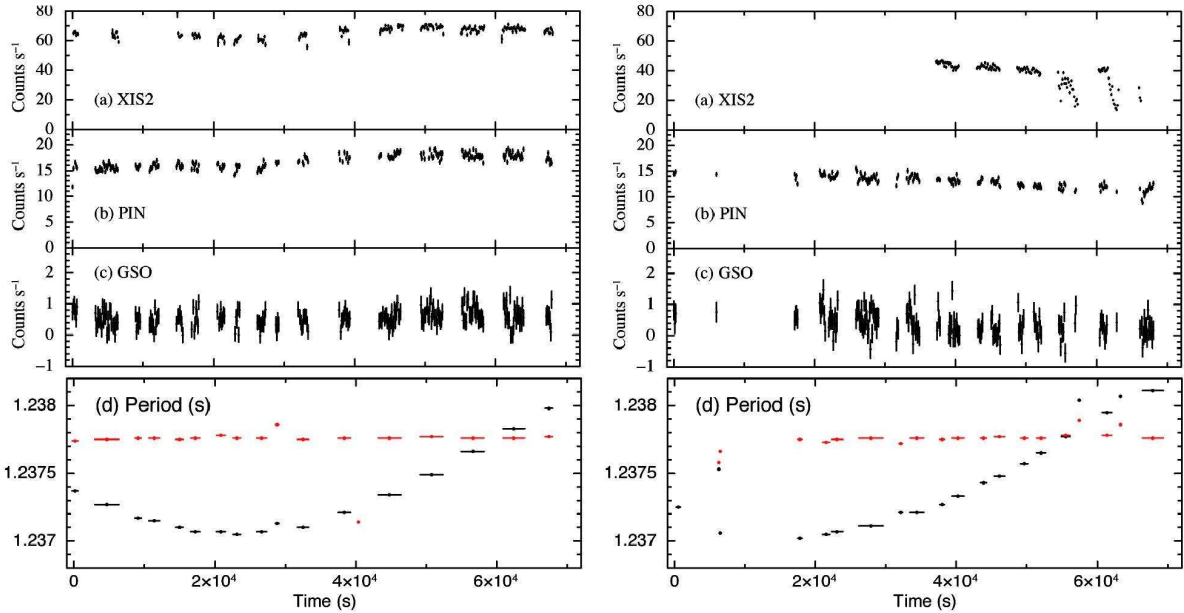 Counts s⁻¹
80
60
40
20
0
(a) XIS2
Counts s⁻¹
20
15
10
5
0
(b) PIN
Counts s⁻¹
2
1
0
−1
(c) GSO
(d) Period (s)
1.238
1.2375
1.237
0
2×10⁴
4×10⁴
6×10⁴
Time (s)
Counts s⁻¹
80
60
40
20
0
(a) XIS2
Counts s⁻¹
20
15
10
5
0
(b) PIN
Counts s⁻¹
2
1
0
−1
(c) GSO
(d) Period (s)
1.238
1.2375
1.237
0
2×10⁴
4×10⁴
6×10⁴
Time (s)